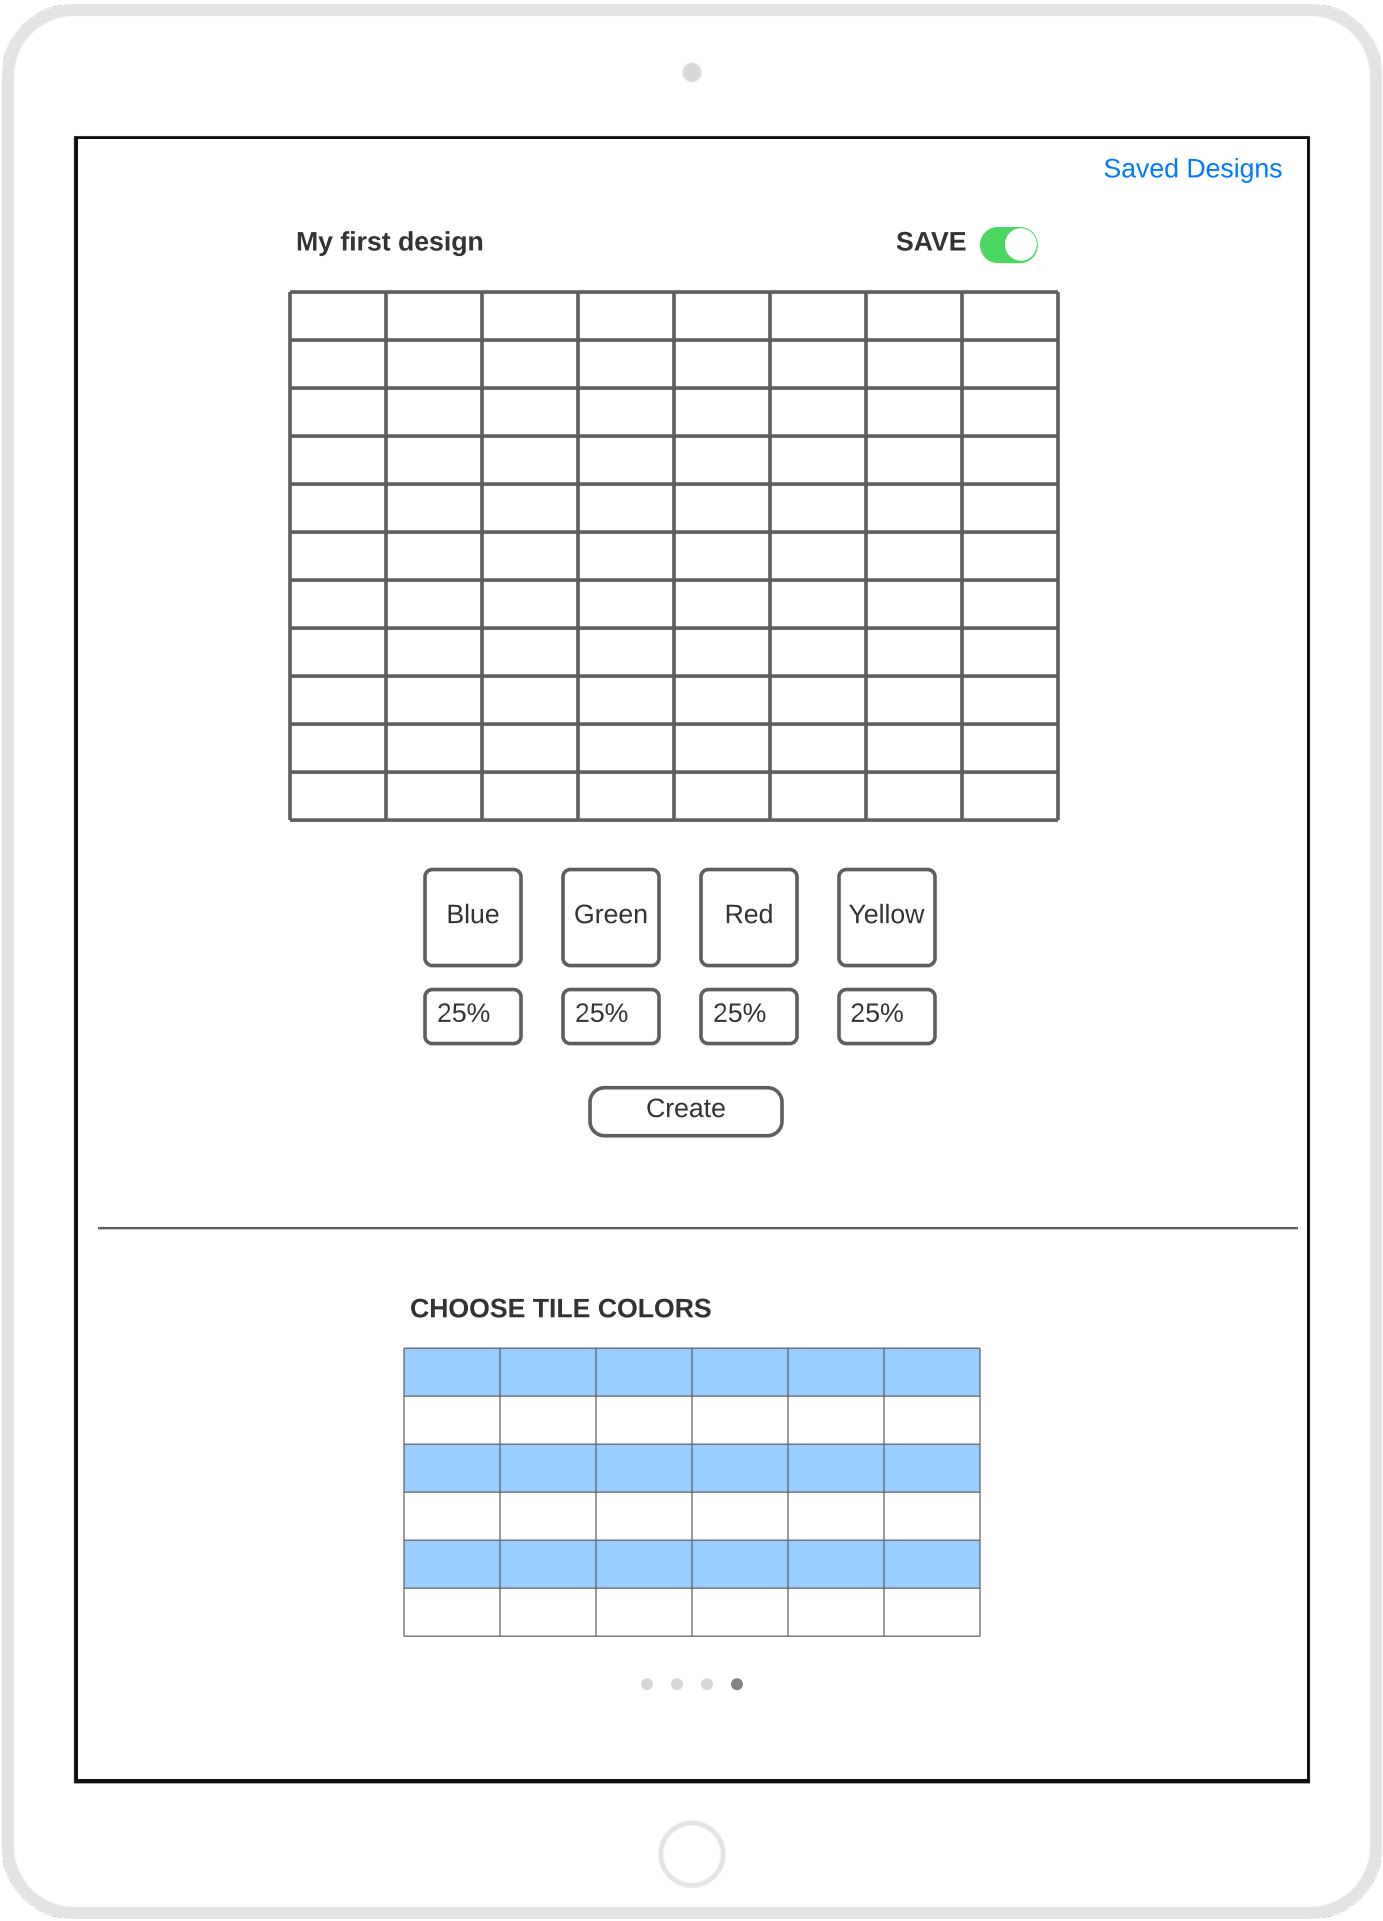 Saved Designs
My first design
SAVE
Blue
Green
Red
Yellow
25%
25%
25%
25%
Create
CHOOSE TILE COLORS